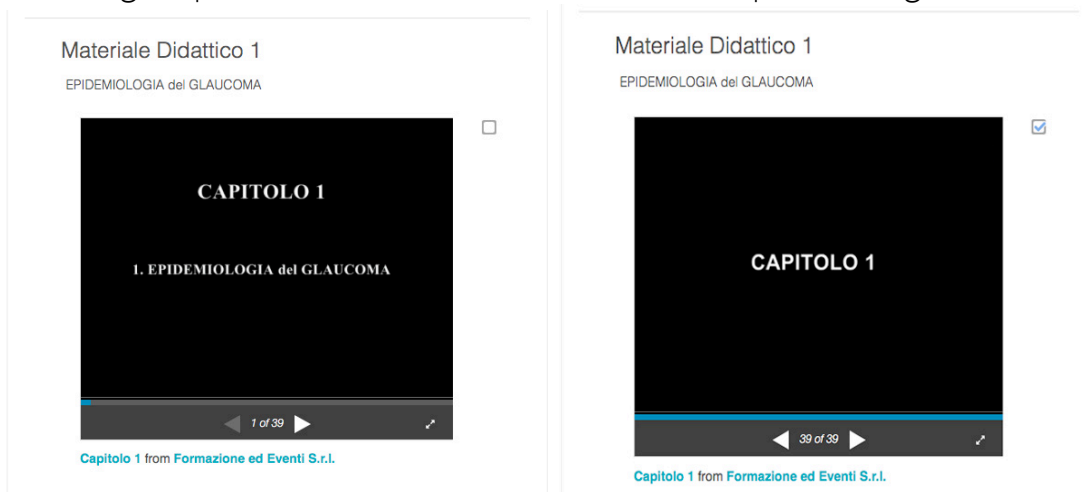 Materiale Didattico 1
EPIDEMIOLOGIA del GLAUCOMA
CAPITOLO 1
1. EPIDEMIOLOGIA del GLAUCOMA
1 of 39
Capitolo 1 from Formazione ed Eventi S.r.l.
Materiale Didattico 1
EPIDEMIOLOGIA del GLAUCOMA
CAPITOLO 1
39 of 39
Capitolo 1 from Formazione ed Eventi S.r.l.